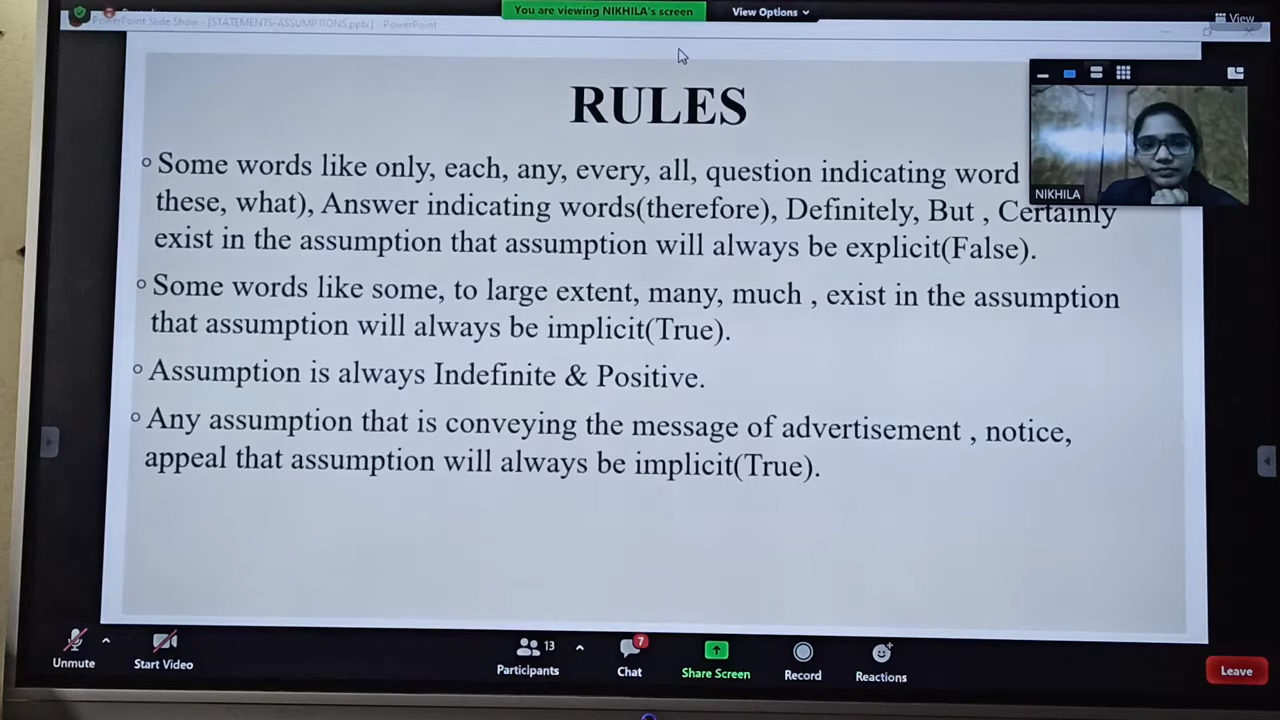 PowerPoint Slide Show - [STATEMENTS-ASSUMPTIONS.pptx] - PowerPoint
You are viewing NIKHILA's screen
View Options
View
RULES
Some words like only, each, any, every, all, question indicating word
these, what), Answer indicating words(therefore), Definitely, But , Certainly
exist in the assumption that assumption will always be explicit(False).
Some words like some, to large extent, many, much , exist in the assumption
that assumption will always be implicit(True).
Assumption is always Indefinite & Positive.
Any assumption that is conveying the message of advertisement , notice,
appeal that assumption will always be implicit(True).
NIKHILA
Unmute
Start Video
13
Participants
7
Chat
Share Screen
Record
Reactions
Leave